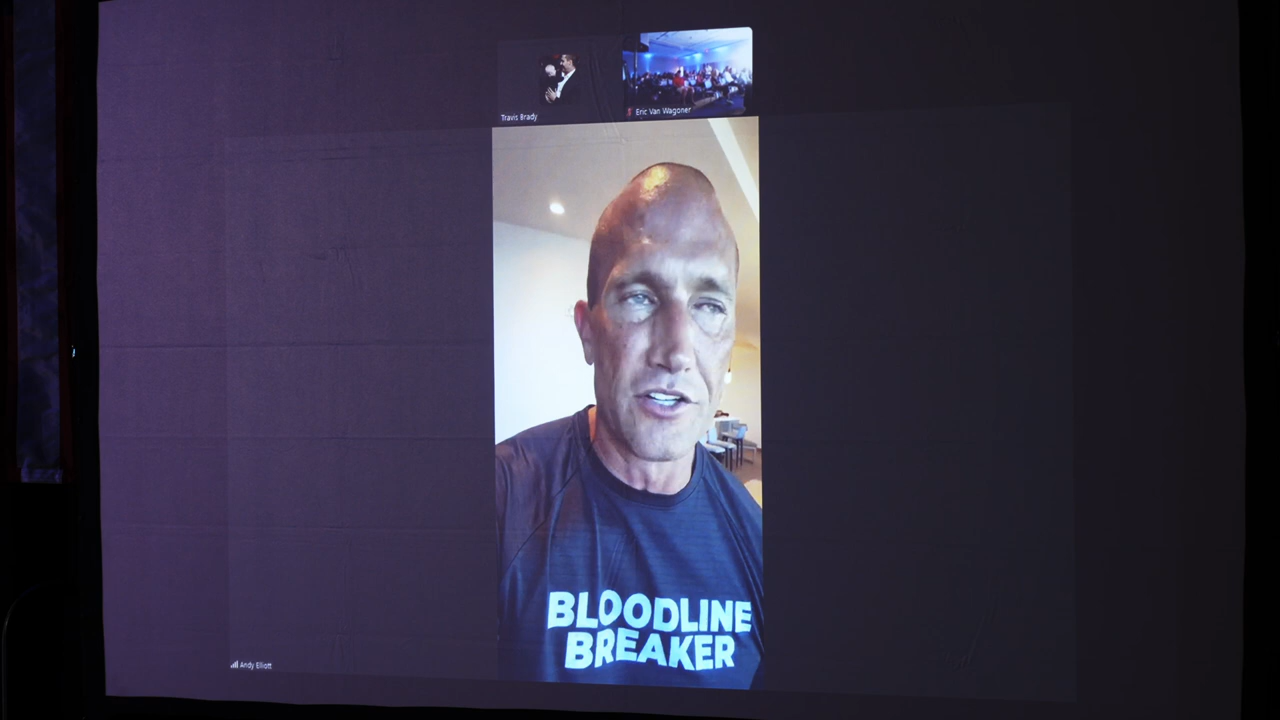 Travis Brady
Eric Van Wagoner
BLOODLINE
BREAKER
Andy Elliott